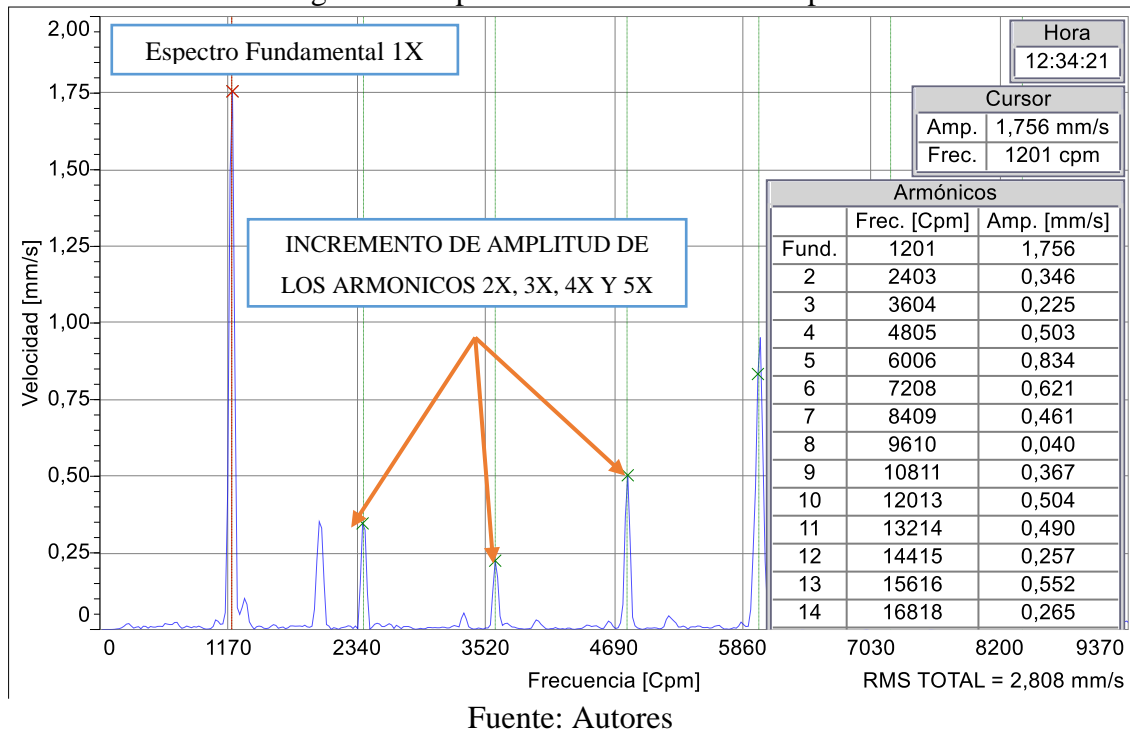 2,00
Espectro Fundamental 1X
Hora
12:34:21
1,75
Cursor
Amp. 1,756 mm/s
Frec. 1201 cpm
1,50
Armónicos
Frec. [Cpm] Amp. [mm/s]
Fund. 1201 1,756
2 2403 0,346
3 3604 0,225
4 4805 0,503
5 6006 0,834
6 7208 0,621
7 8409 0,461
8 9610 0,040
9 10811 0,367
10 12013 0,504
11 13214 0,490
12 14415 0,257
13 15616 0,552
14 16818 0,265
INCREMENTO DE AMPLITUD DE
LOS ARMONICOS 2X, 3X, 4X Y 5X
1,25
1,00
0,75
0,50
0,25
0
Velocidad [mm/s]
0 1170 2340 3520 4690 5860 7030 8200 9370
Frecuencia [Cpm]
RMS TOTAL = 2,808 mm/s
Fuente: Autores